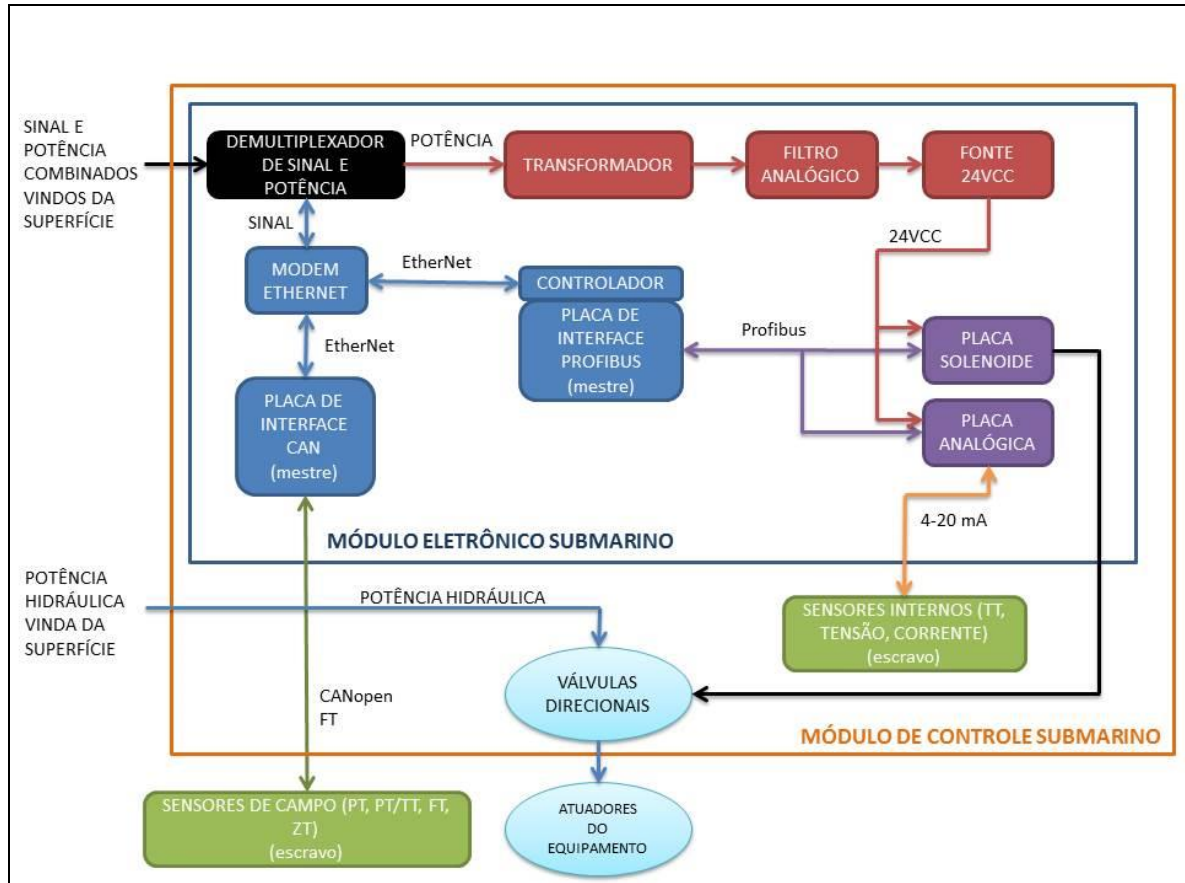 SINAL E
POTÊNCIA
COMBINADOS
VINDOS DA
SUPERFÍCIE
DEMULTIPLEXADOR
DE SINAL E
POTÊNCIA
POTÊNCIA
TRANSFORMADOR
FILTRO
ANALÓGICO
FONTE
24VCC
SINAL
24VCC
MODEM
ETHERNET
EtherNet
CONTROLADOR
PLACA DE
INTERFACE
PROFIBUS
(mestre)
Profibus
PLACA
SOLENOIDE
EtherNet
PLACA DE
INTERFACE
CAN
(mestre)
PLACA
ANALÓGICA
4-20 mA
MÓDULO ELETRÔNICO SUBMARINO
POTÊNCIA
HIDRÁULICA
VINDA DA
SUPERFÍCIE
POTÊNCIA HIDRÁULICA
SENSORES INTERNOS (TT,
TENSÃO, CORRENTE)
(escravo)
VÁLVULAS
DIRECIONAIS
CANopen
FT
MÓDULO DE CONTROLE SUBMARINO
SENSORES DE CAMPO (PT, PT/TT, FT,
ZT)
(escravo)
ATUADORES
DO
EQUIPAMENTO